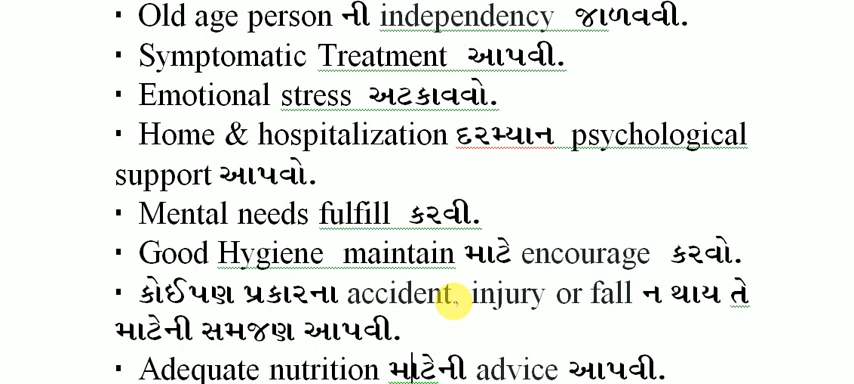 ▪ Old age person ની independency જાળવવી.
▪ Symptomatic Treatment આપવી.
▪ Emotional stress અટકાવવો.
▪ Home & hospitalization દરમ્યાન psychological
support આપવો.
▪ Mental needs fulfill કરવી.
▪ Good Hygiene maintain માટે encourage કરવો.
▪ કોઈપણ પ્રકારના accident, injury or fall ન થાય તે
માટેની સમજણ આપવી.
▪ Adequate nutrition માટેની advice આપવી.